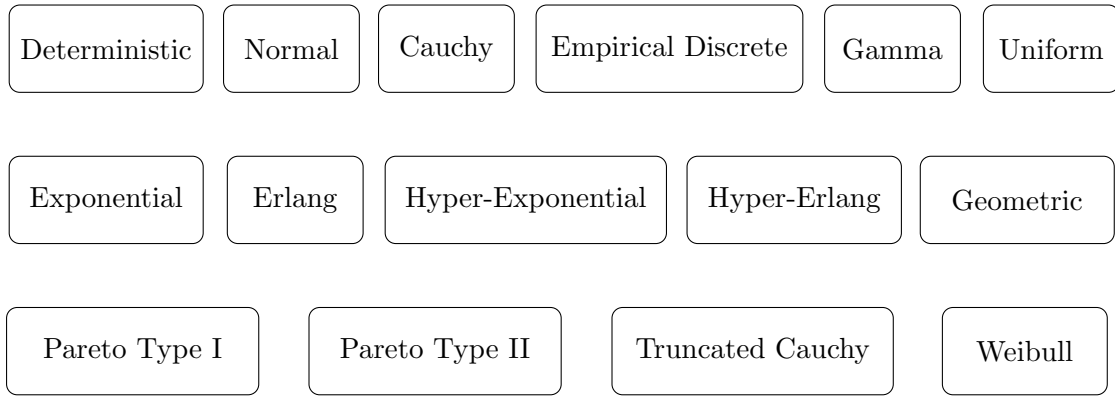 Deterministic Normal Cauchy Empirical Discrete Gamma Uniform
Exponential Erlang Hyper-Exponential Hyper-Erlang Geometric
Pareto Type I Pareto Type II Truncated Cauchy Weibull